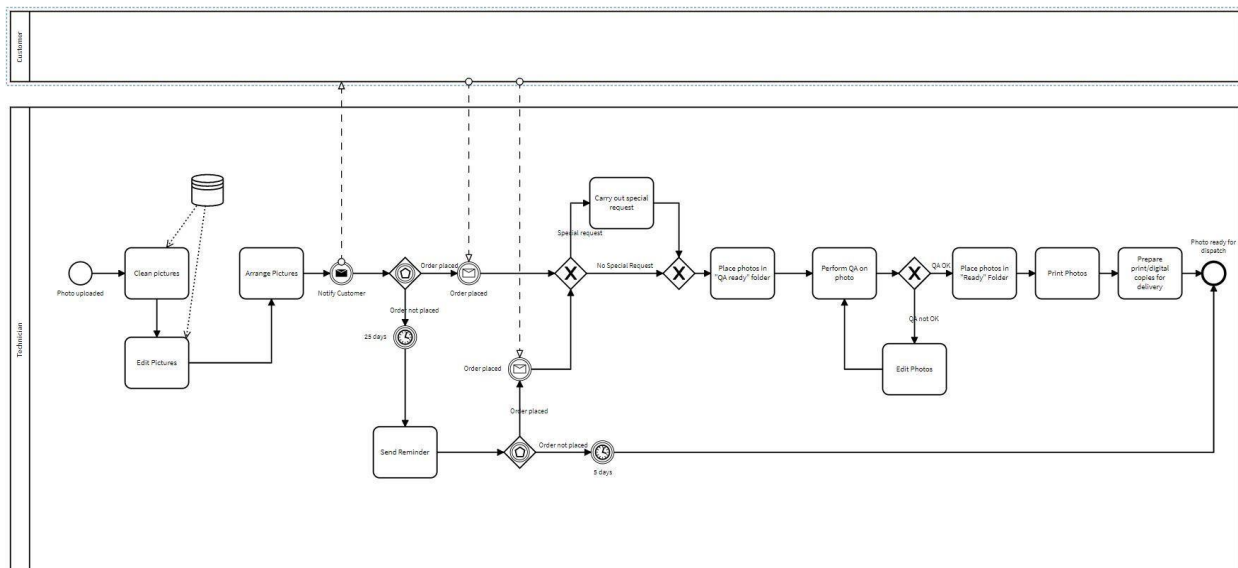 Customer
Technician
Photo uploaded
Clean pictures
Edit Pictures
Arrange Pictures
Notify Customer
Order placed
Order placed
Order not placed
25 days
Send Reminder
Order placed
Order placed
Order not placed
5 days
Special request
Carry out special
request
No Special Request
Place photos in
"QA ready" folder
Perform QA on
photo
QA OK
QA not OK
Edit Photos
Place photos in
"Ready" Folder
Print Photos
Prepare
print/digital
copies for
delivery
Photo ready for
dispatch